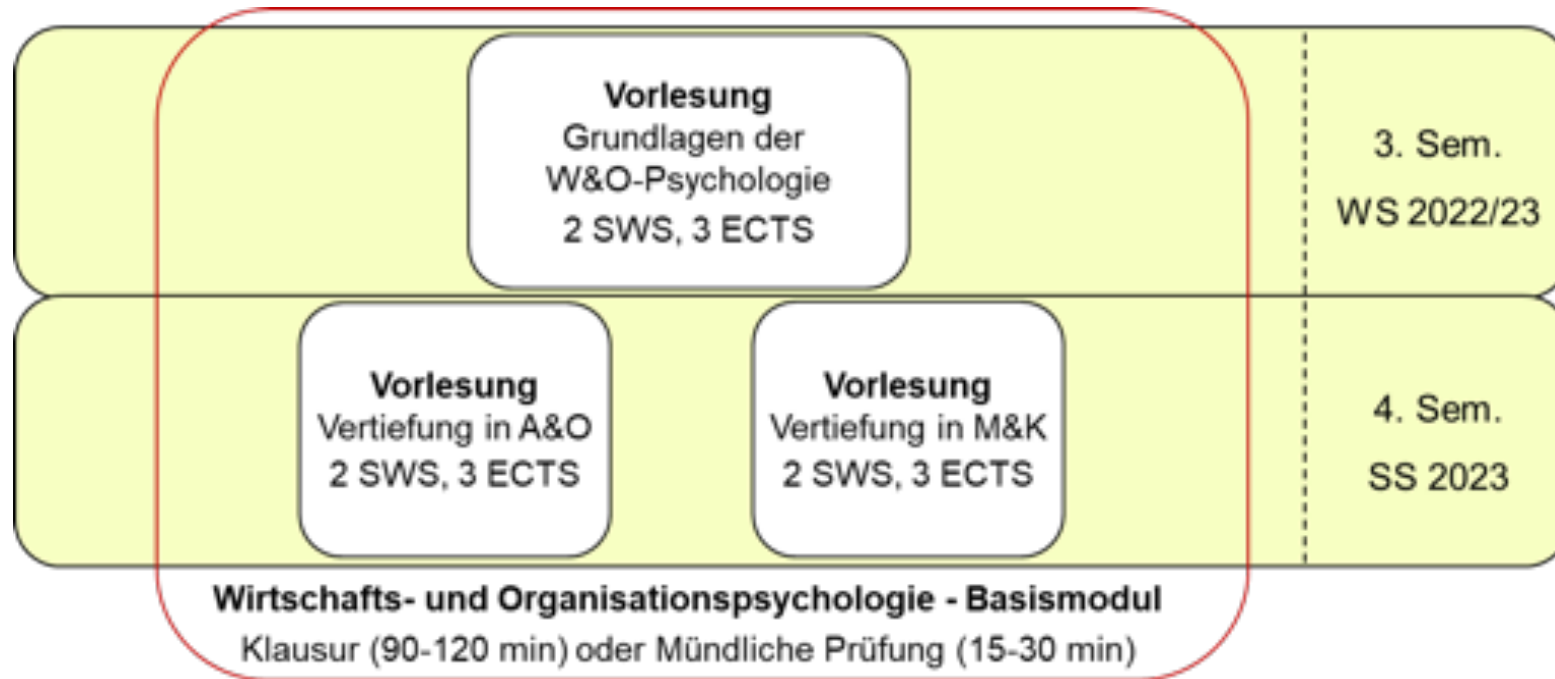 Vorlesung
Grundlagen der
W&O-Psychologie
2 SWS, 3 ECTS
3. Sem.
WS 2022/23
Vorlesung
Vertiefung in A&O
2 SWS, 3 ECTS
Vorlesung
Vertiefung in M&K
2 SWS, 3 ECTS
4. Sem.
SS 2023
Wirtschafts- und Organisationspsychologie - Basismodul
Klausur (90-120 min) oder Mündliche Prüfung (15-30 min)